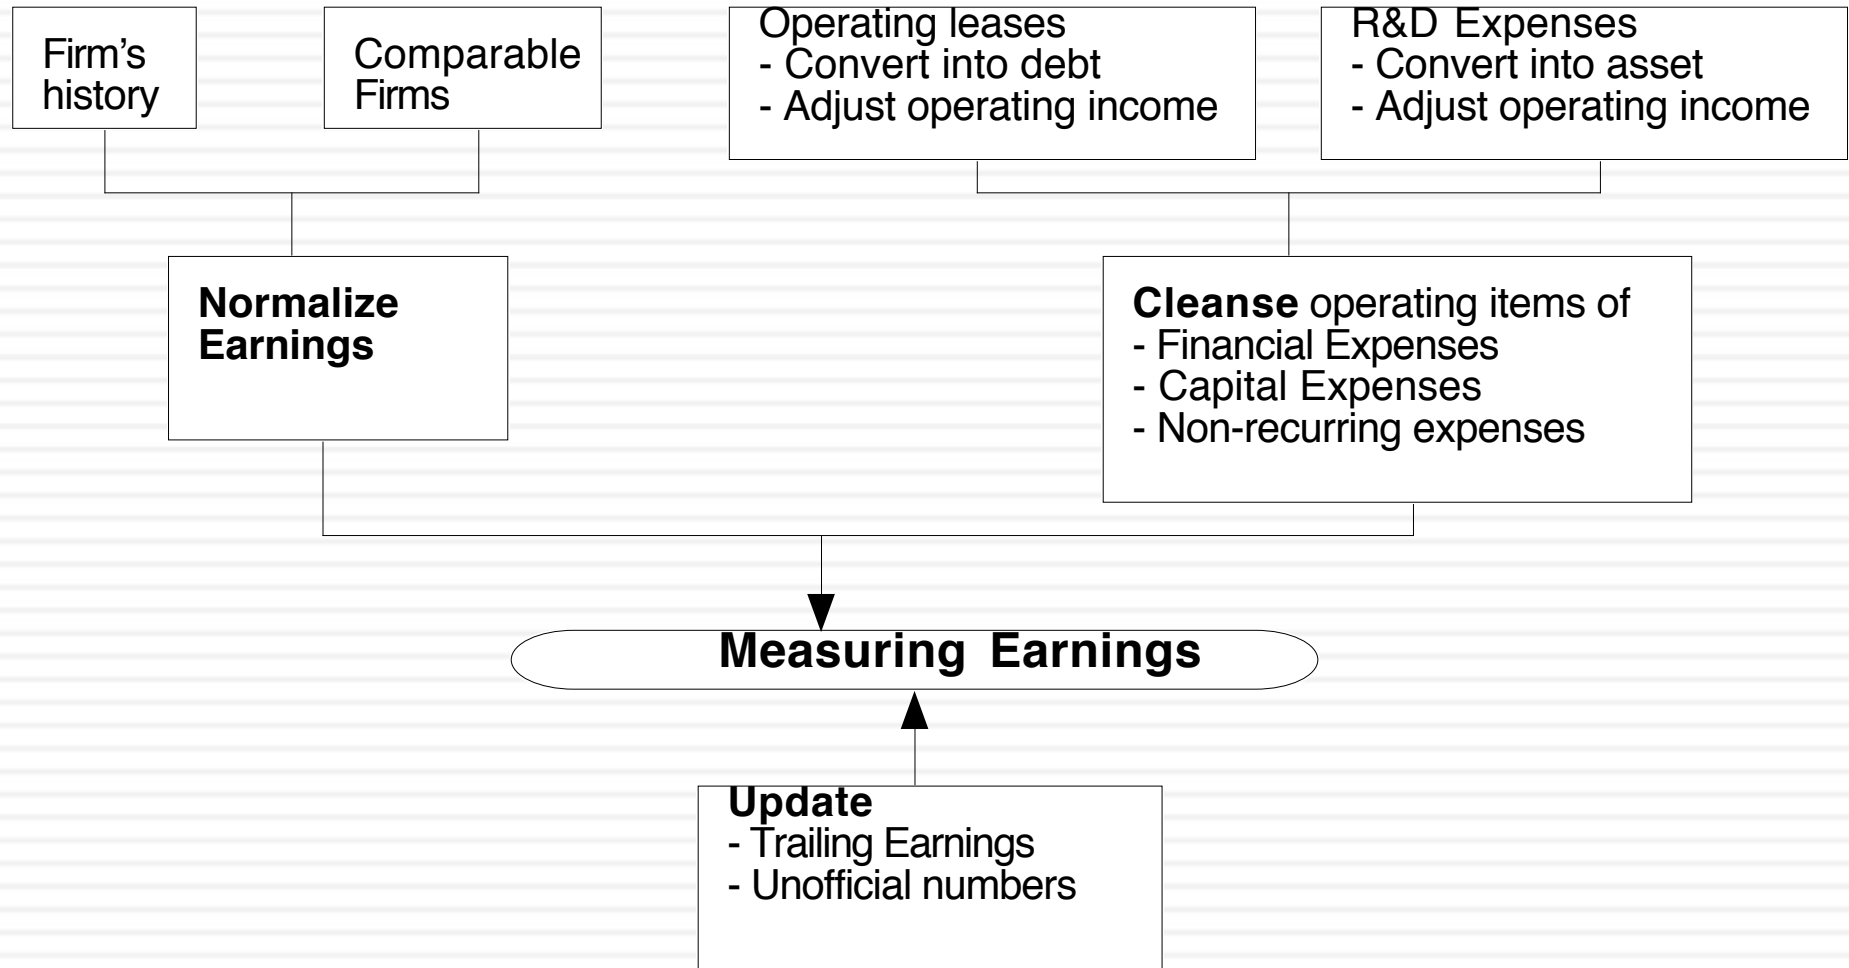 Firm's
history
Comparable
Firms
Operating leases
- Convert into debt
- Adjust operating income
R&D Expenses
- Convert into asset
- Adjust operating income
Normalize
Earnings
Cleanse operating items of
- Financial Expenses
- Capital Expenses
- Non-recurring expenses
Measuring Earnings
Update
- Trailing Earnings
- Unofficial numbers